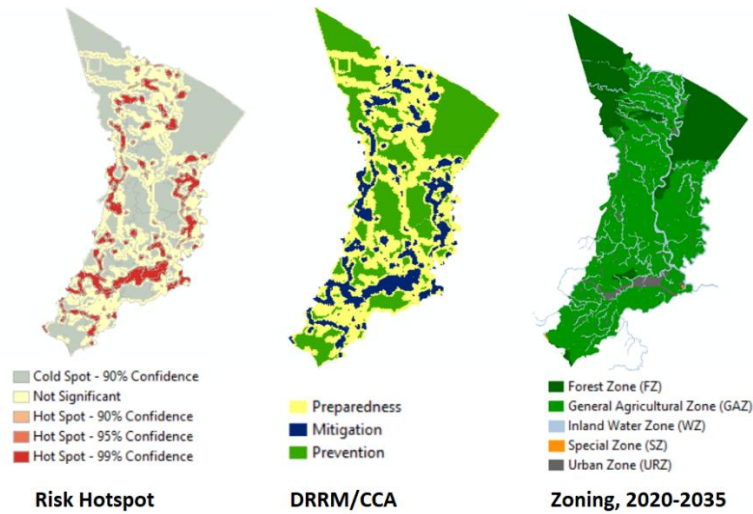 Cold Spot - 90% Confidence
Not Significant
Hot Spot - 90% Confidence
Hot Spot - 95% Confidence
Hot Spot - 99% Confidence
Risk Hotspot
Preparedness
Mitigation
Prevention
DRRM/CCA
Forest Zone (FZ)
General Agricultural Zone (GAZ)
Inland Water Zone (WZ)
Special Zone (SZ)
Urban Zone (URZ)
Zoning, 2020-2035